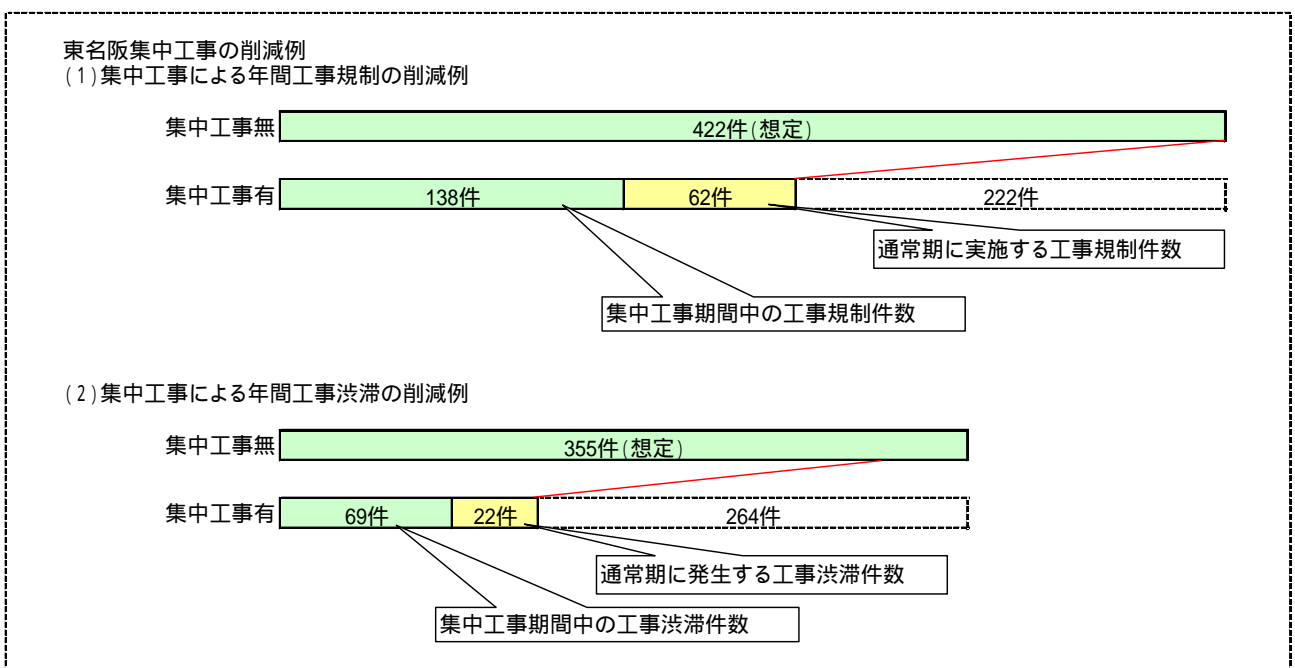 東名阪集中工事の削減例
(1)集中工事による年間工事規制の削減例
集中工事無
422件(想定)
集中工事有
138件
62件
222件
通常期に実施する工事規制件数
集中工事期間中の工事規制件数
(2)集中工事による年間工事渋滞の削減例
集中工事無
355件(想定)
集中工事有
69件
22件
264件
通常期に発生する工事渋滞件数
集中工事期間中の工事渋滞件数